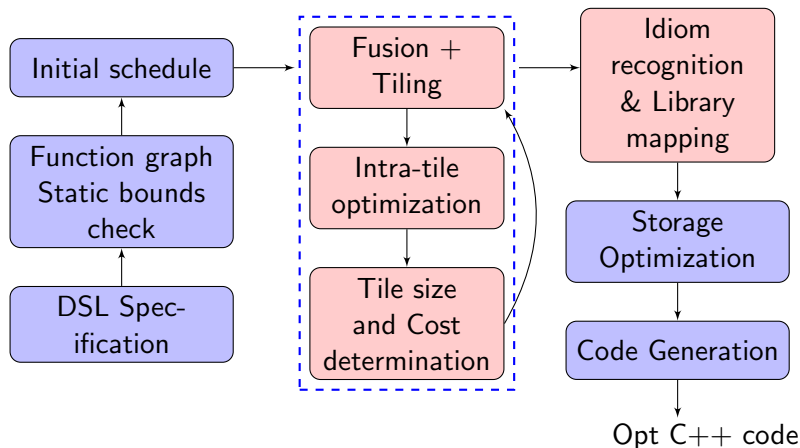 Initial schedule
Function graph
Static bounds
check
DSL Spec-
ification
Fusion +
Tiling
Intra-tile
optimization
Tile size
and Cost
determination
Idiom
recognition
& Library
mapping
Storage
Optimization
Code Generation
Opt C++ code